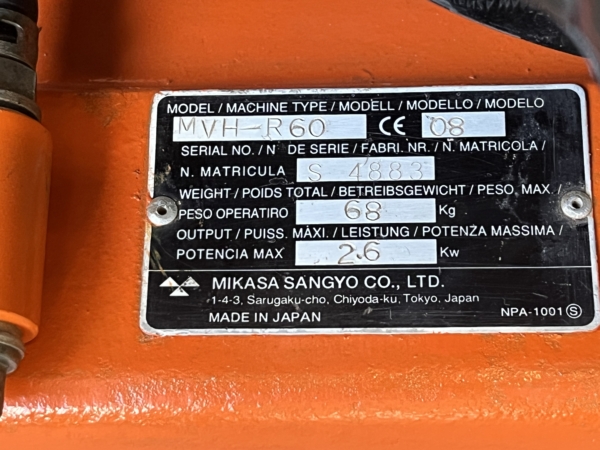 MODEL / MACHINE TYPE / MODELL / MODELLO / MODELO
MVH-R60 CE 08
SERIAL NO. / N DE SERIE / FABRI. NR. / N. MATRICOLA /
N. MATRICULA S 4883
WEIGHT / POIDS TOTAL / BETREIBSGEWICHT / PESO. MAX. /
PESO OPERATIRO 68 Kg
OUTPUT / PUISS. MÁXI. / LEISTUNG / POTENZA MASSIMA /
POTENCIA MAX 2.6 Kw
MIKASA SANGYO CO., LTD.
1-4-3, Sarugaku-cho, Chiyoda-ku, Tokyo, Japan
MADE IN JAPAN NPA-1001 Ⓢ